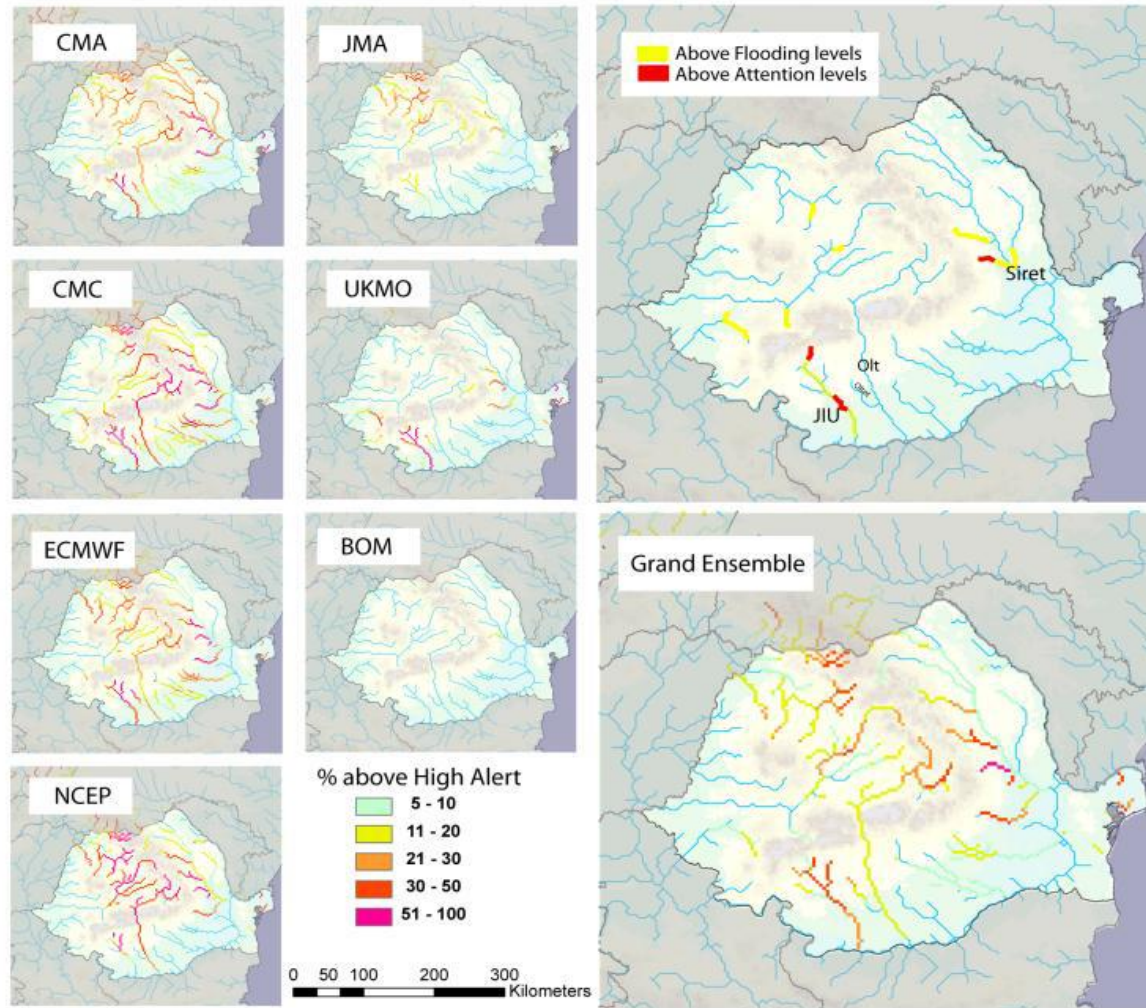 CMA
JMA
Above Flooding levels
Above Attention levels
Siret
Olt
JIU
CMC
UKMO
ECMWF
BOM
Grand Ensemble
NCEP
% above High Alert
5 - 10
11 - 20
21 - 30
30 - 50
51 - 100
0 50 100 200 300
Kilometers